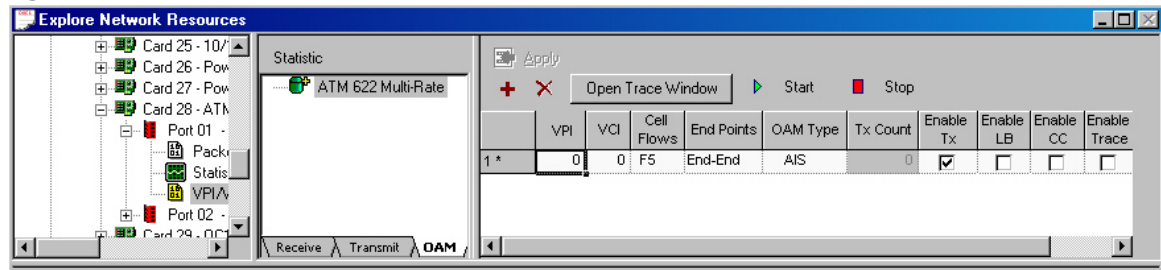 Explore Network Resources
Card 25 - 10/
Card 26 - Pow
Card 27 - Pow
Card 28 - ATM
Port 01 -
Packe
Statis
VPI/V
Port 02 -
Card 29 - OC1
Statistic
ATM 622 Multi-Rate
Receive Transmit OAM
Apply
Open Trace Window Start Stop
VPI VCI Cell Flows End Points OAM Type Tx Count Enable Tx Enable LB Enable CC Enable Trace
1 * 0 0 F5 End-End AIS 0